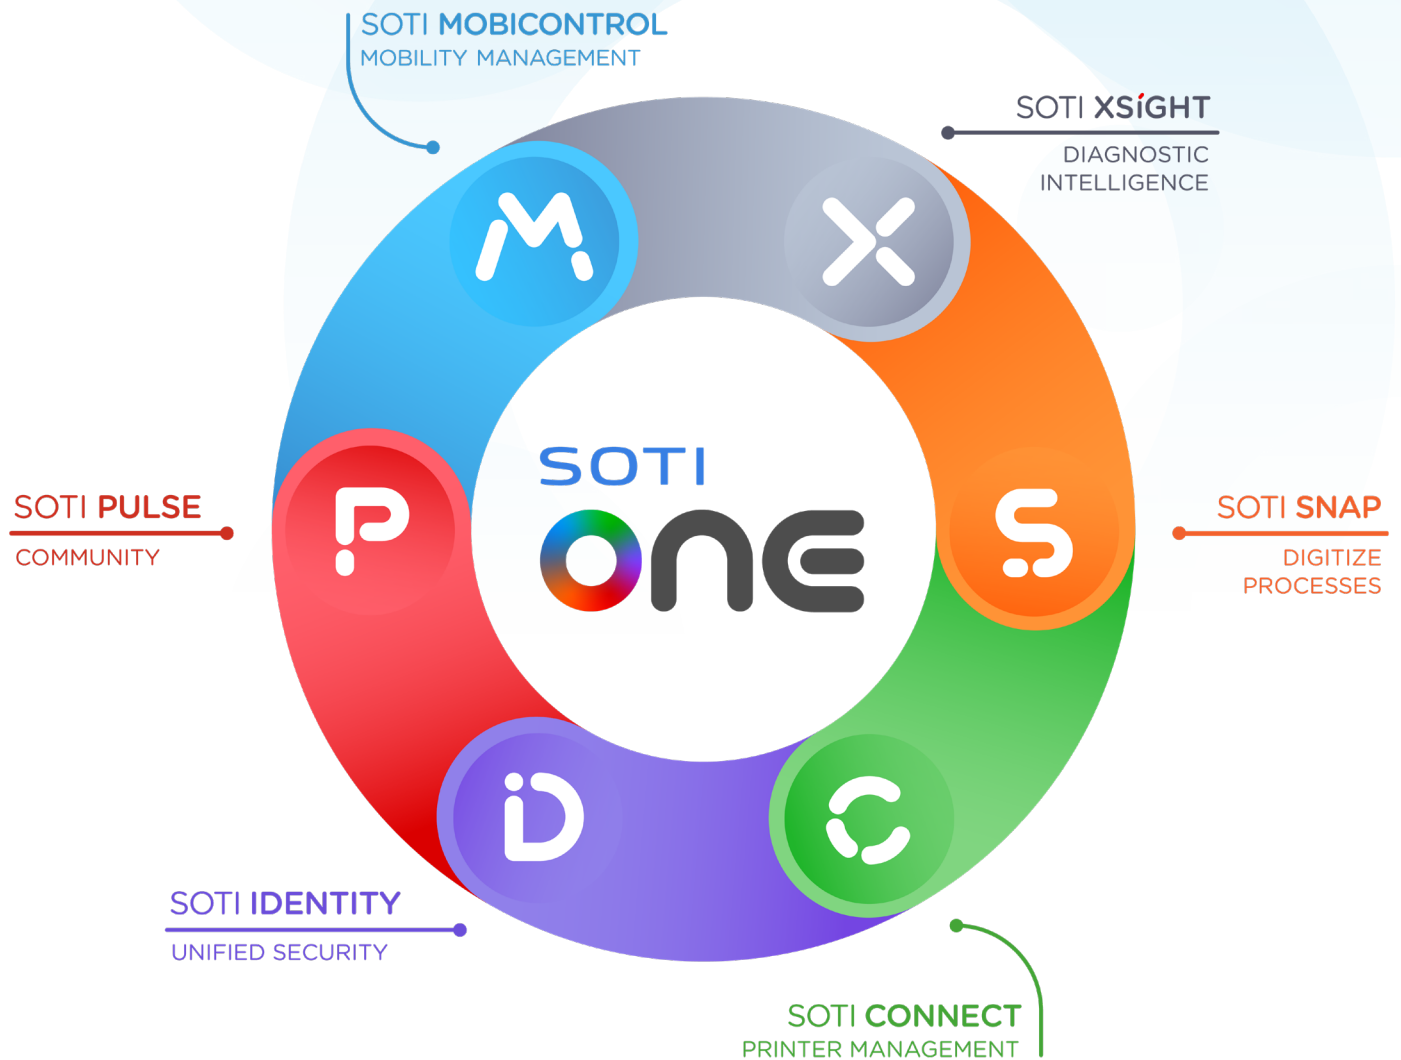 SOTI MOBICONTROL
MOBILITY MANAGEMENT
SOTI XSiGHT
DIAGNOSTIC
INTELLIGENCE
M
X
SOTI PULSE
COMMUNITY
P
SOTI
ONE
S
SOTI SNAP
DIGITIZE
PROCESSES
iD
C
SOTI IDENTITY
UNIFIED SECURITY
SOTI CONNECT
PRINTER MANAGEMENT